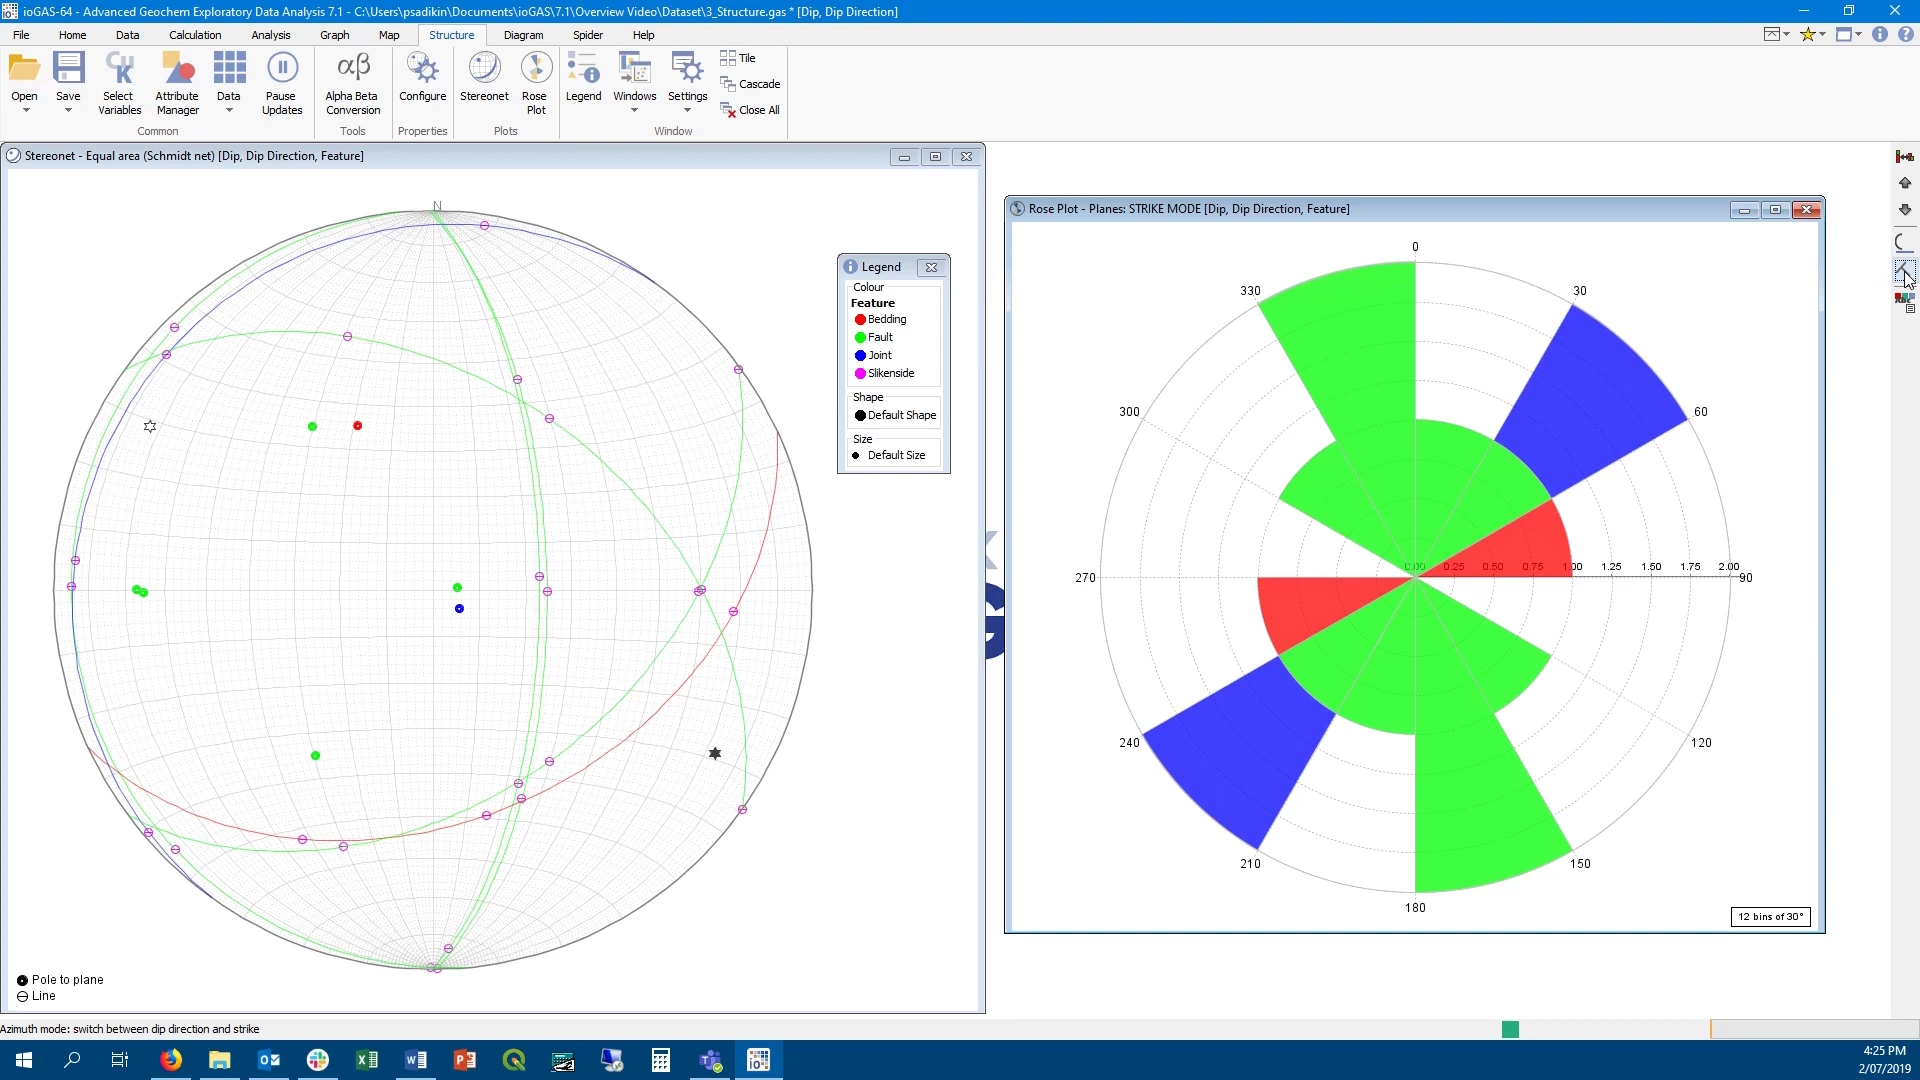 ioGAS-64 - Advanced Geochem Exploratory Data Analysis 7.1 - C:\Users\psadikin\Documents\ioGAS\7.1\Overview Video\Dataset\3_Structure.gas * [Dip, Dip Direction]
File Home Data Calculation Analysis Graph Map Structure Diagram Spider Help
Open Save Select Variables Attribute Manager Data Pause Updates Alpha Beta Conversion Configure Stereonet Rose Plot Legend Windows Settings
Tile
Cascade
Close All
Common Tools Properties Plots Window
Stereonet - Equal area (Schmidt net) [Dip, Dip Direction, Feature]
N
Legend
Colour
Feature
Bedding
Fault
Joint
Slikenside
Shape
Default Shape
Size
Default Size
Pole to plane
Line
Rose Plot - Planes: STRIKE MODE [Dip, Dip Direction, Feature]
0
330 30
300 60
0.00 0.25 0.50 0.75 1.00 1.25 1.50 1.75 2.00
270 90
240 120
210 150
180
12 bins of 30°
Azimuth mode: switch between dip direction and strike
4:25 PM
2/07/2019